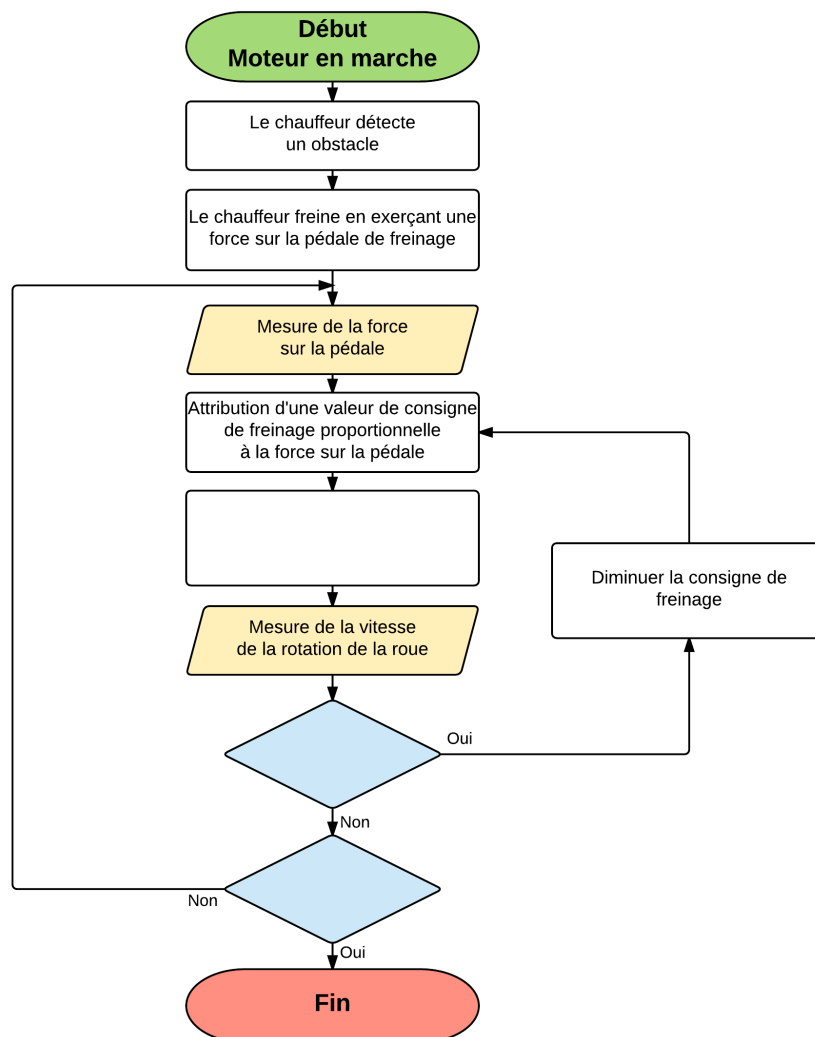 Début
Moteur en marche
Le chauffeur détecte
un obstacle
Le chauffeur freine en exerçant une
force sur la pédale de freinage
Mesure de la force
sur la pédale
Attribution d'une valeur de consigne
de freinage proportionnelle
à la force sur la pédale
Diminuer la consigne de
freinage
Mesure de la vitesse
de la rotation de la roue
Oui
Non
Non
Oui
Fin